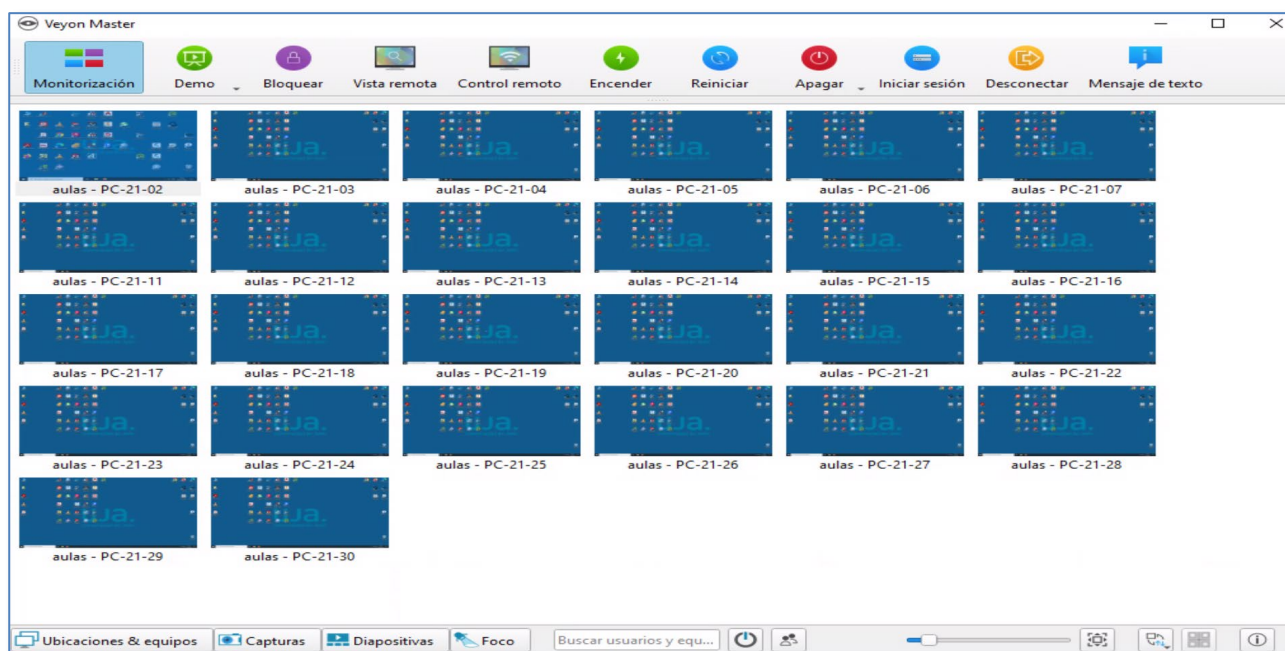 Veyon Master
Monitorización Demo Bloquear Vista remota Control remoto Encender Reiniciar Apagar Iniciar sesión Desconectar Mensaje de texto
aulas - PC-21-02 aulas - PC-21-03 aulas - PC-21-04 aulas - PC-21-05 aulas - PC-21-06 aulas - PC-21-07
aulas - PC-21-11 aulas - PC-21-12 aulas - PC-21-13 aulas - PC-21-14 aulas - PC-21-15 aulas - PC-21-16
aulas - PC-21-17 aulas - PC-21-18 aulas - PC-21-19 aulas - PC-21-20 aulas - PC-21-21 aulas - PC-21-22
aulas - PC-21-23 aulas - PC-21-24 aulas - PC-21-25 aulas - PC-21-26 aulas - PC-21-27 aulas - PC-21-28
aulas - PC-21-29 aulas - PC-21-30
Ubicaciones & equipos Capturas Diapositivas Foco Buscar usuarios y equ...